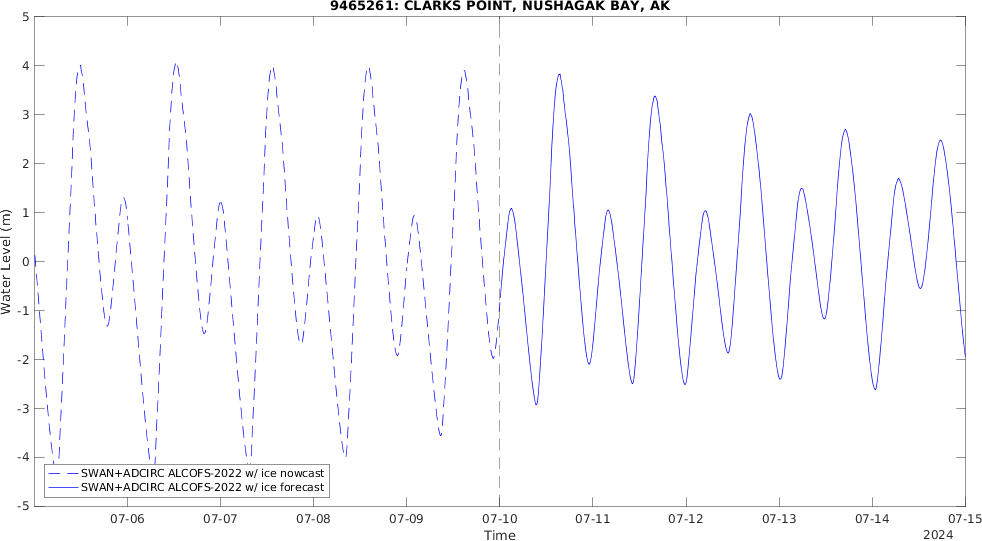 9465261: CLARKS POINT, NUSHAGAK BAY, AK
Water Level (m)
5
4
3
2
1
0
-1
-2
-3
-4
-5
SWAN+ADCIRC ALCOFS-2022 w/ ice nowcast
SWAN+ADCIRC ALCOFS-2022 w/ ice forecast
07-06 07-07 07-08 07-09 07-10 07-11 07-12 07-13 07-14 07-15
Time
2024